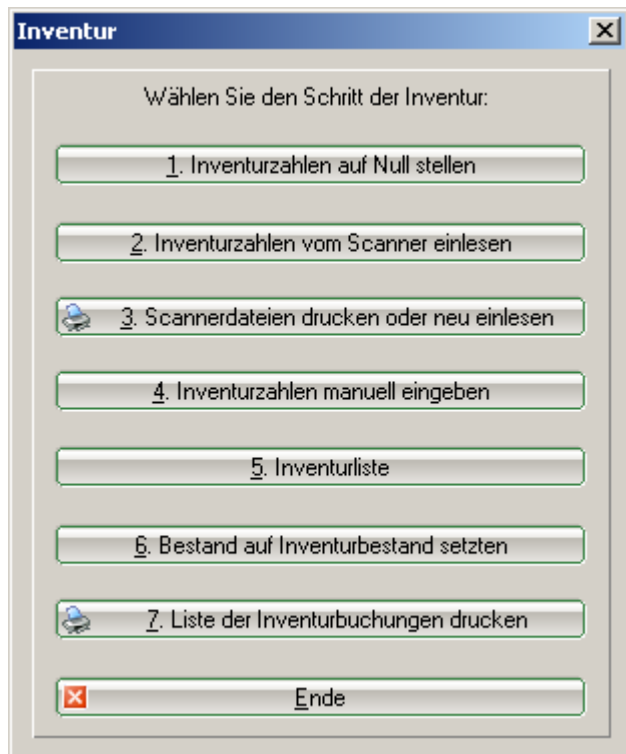 Inventur
Wählen Sie den Schritt der Inventur:
1. Inventurzahlen auf Null stellen
2. Inventurzahlen vom Scanner einlesen
3. Scannerdateien drucken oder neu einlesen
4. Inventurzahlen manuell eingeben
5. Inventurliste
6. Bestand auf Inventurbestand setzten
7. Liste der Inventurbuchungen drucken
Ende